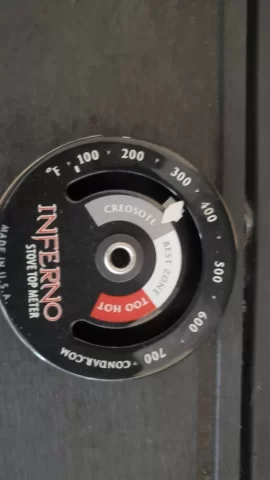 °F 100 200 300 400 500 600 700
CREOSOTE BEST ZONE TOO HOT
INFERNO
STOVE TOP METER
MADE IN U.S.A.
CONDAR.COM